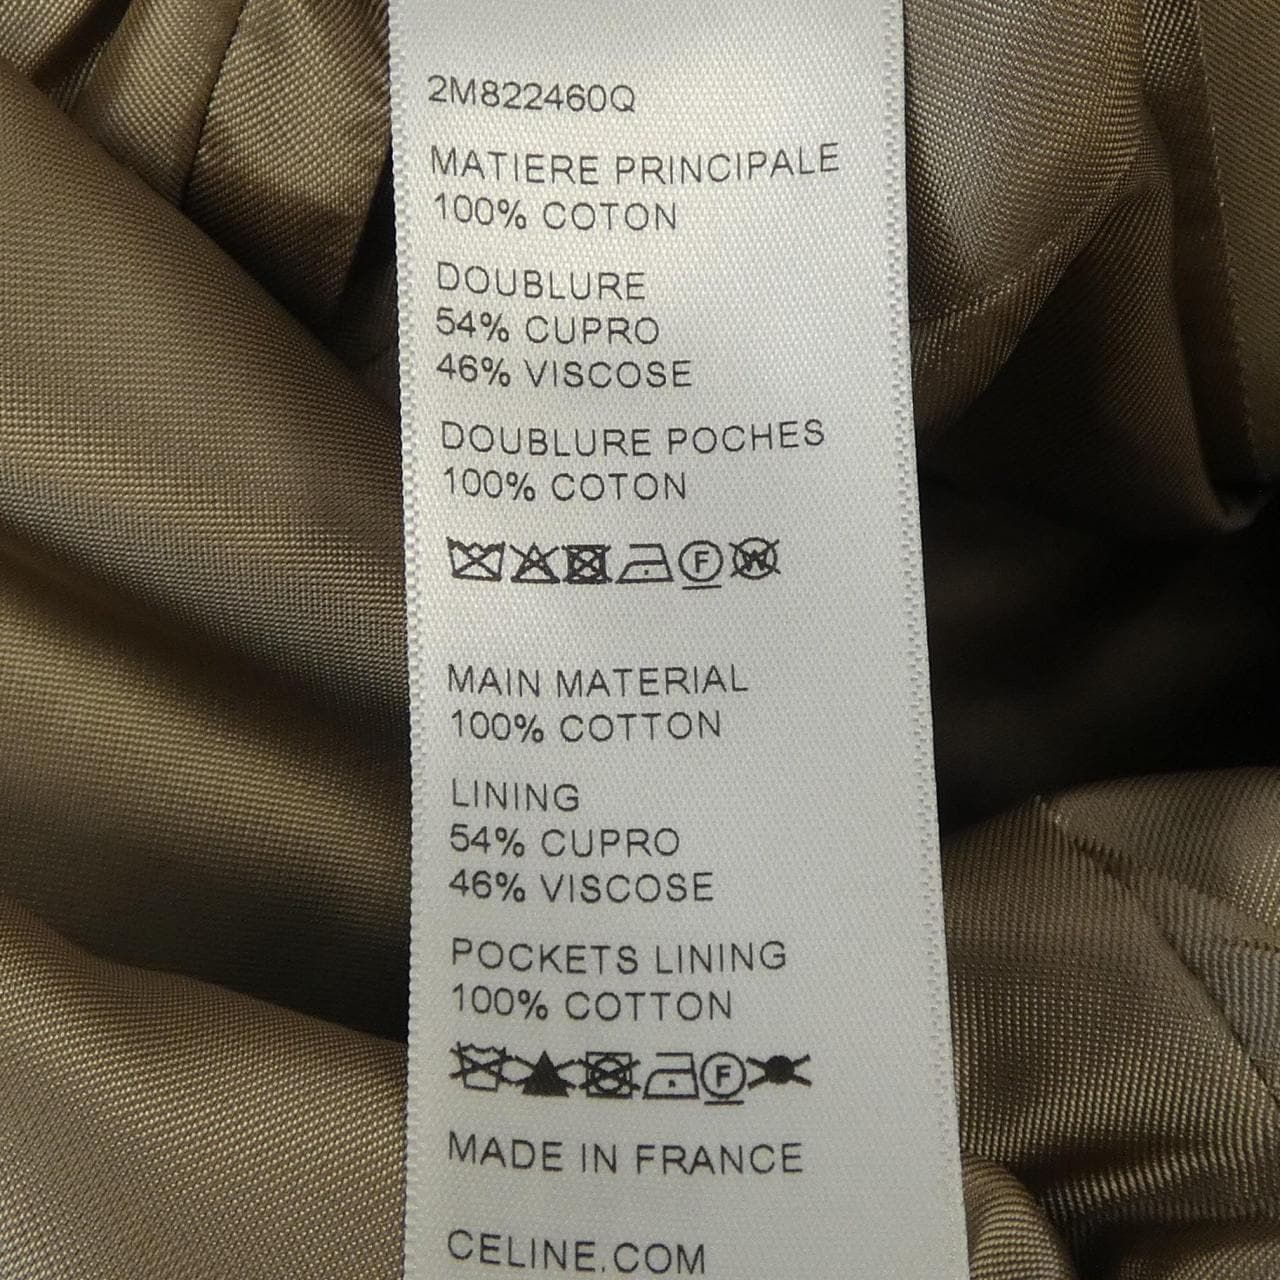 2M822460Q
MATIERE PRINCIPALE
100% COTON
DOUBLURE
54% CUPRO
46% VISCOSE
DOUBLURE POCHES
100% COTON
F W
MAIN MATERIAL
100% COTTON
LINING
54% CUPRO
46% VISCOSE
POCKETS LINING
100% COTTON
F
MADE IN FRANCE
CELINE.COM